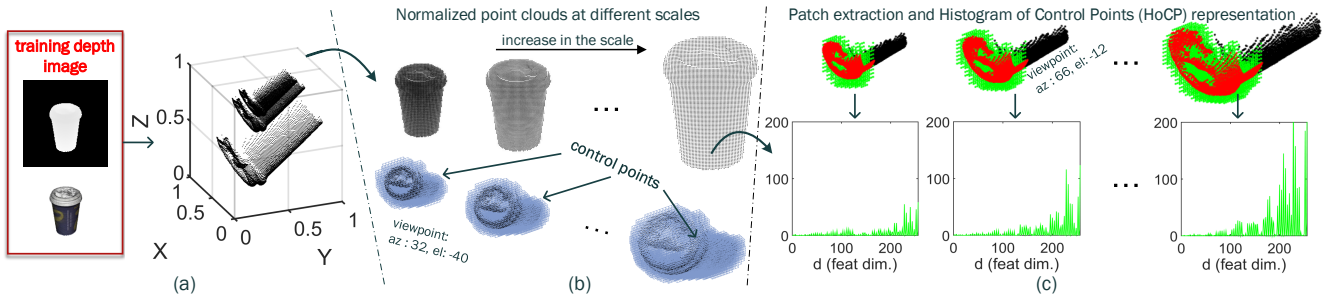 Normalized point clouds at different scales
Patch extraction and Histogram of Control Points (HoCP) representation
training depth
image
increase in the scale
1
0.5
0
Z
1
0.5
0
X
0
0.5
1
Y
(a)
...
control points
viewpoint:
az : 32, el: -40
...
(b)
viewpoint:
az : 66, el: -12
...
200
100
0
0
100
200
d (feat dim.)
200
100
0
0
100
200
d (feat dim.)
...
200
100
0
0
100
200
d (feat dim.)
(c)